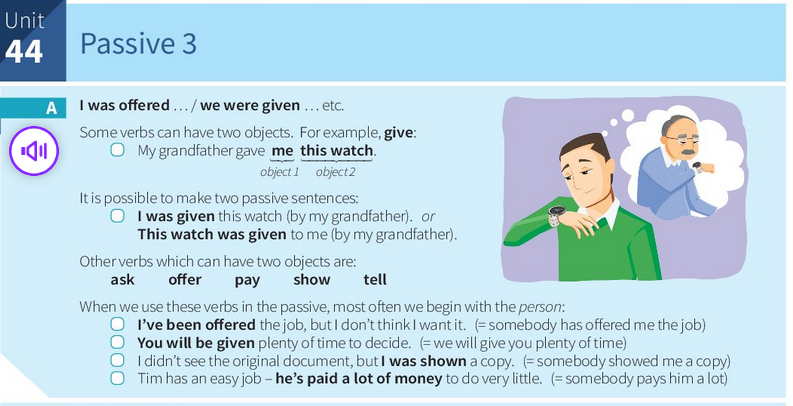 Unit
44
Passive 3
A
I was offered … / we were given … etc.
Some verbs can have two objects. For example, give:
My grandfather gave me this watch.
object 1 object 2
It is possible to make two passive sentences:
I was given this watch (by my grandfather). or
This watch was given to me (by my grandfather).
Other verbs which can have two objects are:
ask offer pay show tell
When we use these verbs in the passive, most often we begin with the person:
I’ve been offered the job, but I don’t think I want it. (= somebody has offered me the job)
You will be given plenty of time to decide. (= we will give you plenty of time)
I didn’t see the original document, but I was shown a copy. (= somebody showed me a copy)
Tim has an easy job – he’s paid a lot of money to do very little. (= somebody pays him a lot)